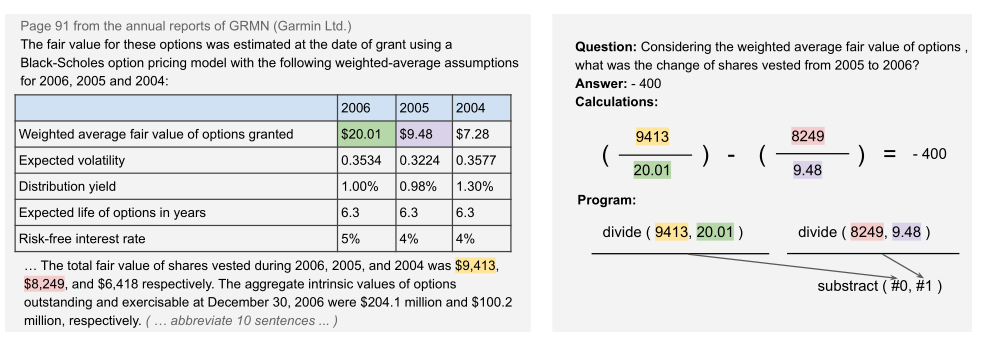 Page 91 from the annual reports of GRMN (Garmin Ltd.)
The fair value for these options was estimated at the date of grant using a
Black-Scholes option pricing model with the following weighted-average assumptions
for 2006, 2005 and 2004:
2006 2005 2004
Weighted average fair value of options granted $20.01 $9.48 $7.28
Expected volatility 0.3534 0.3224 0.3577
Distribution yield 1.00% 0.98% 1.30%
Expected life of options in years 6.3 6.3 6.3
Risk-free interest rate 5% 4% 4%
... The total fair value of shares vested during 2006, 2005, and 2004 was $9,413,
$8,249, and $6,418 respectively. The aggregate intrinsic values of options
outstanding and exercisable at December 30, 2006 were $204.1 million and $100.2
million, respectively. ( ... abbreviate 10 sentences ... )
Question: Considering the weighted average fair value of options ,
what was the change of shares vested from 2005 to 2006?
Answer: - 400
Calculations:
9413 8249
( ) - ( ) = - 400
20.01 9.48
Program:
divide ( 9413, 20.01 ) divide ( 8249, 9.48 )
substract ( #0, #1 )